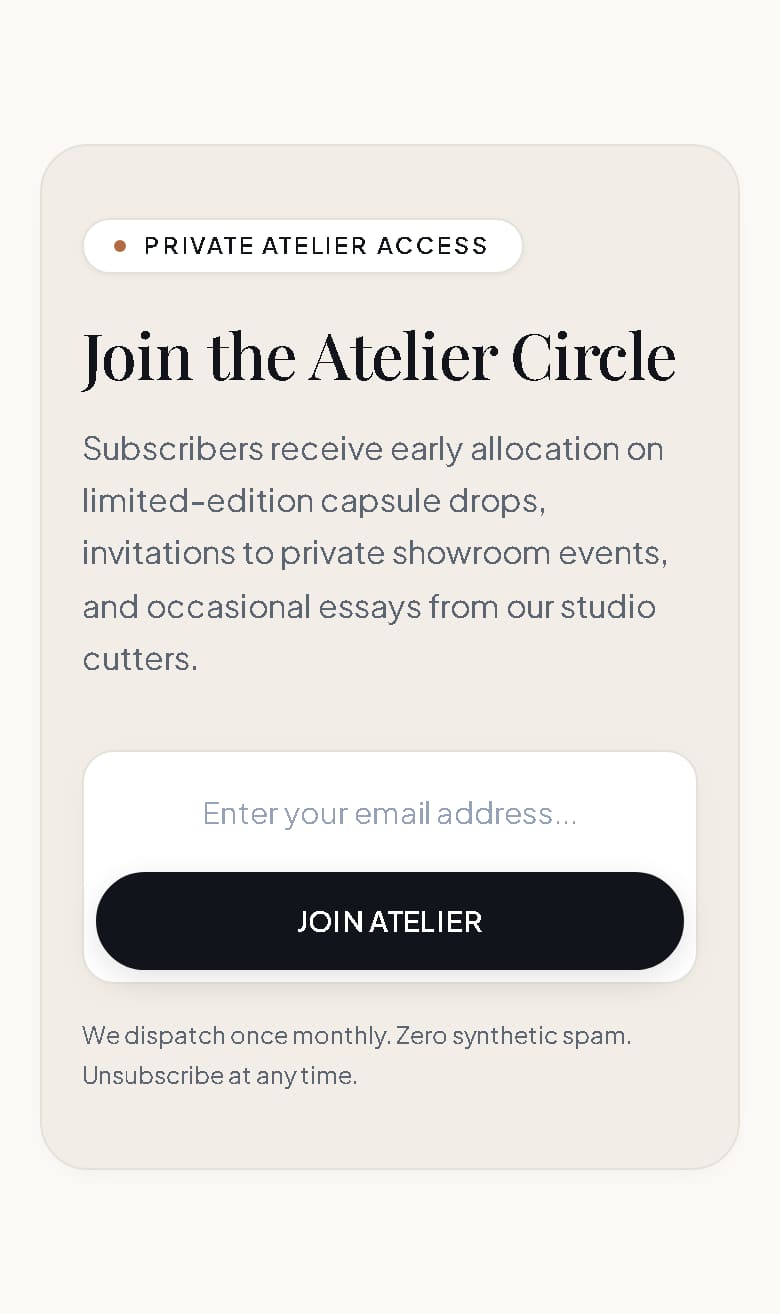 PRIVATE ATELIER ACCESS
Join the Atelier Circle
Subscribers receive early allocation on
limited-edition capsule drops,
invitations to private showroom events,
and occasional essays from our studio
cutters.
Enter your email address...
JOIN ATELIER
We dispatch once monthly. Zero synthetic spam.
Unsubscribe at any time.